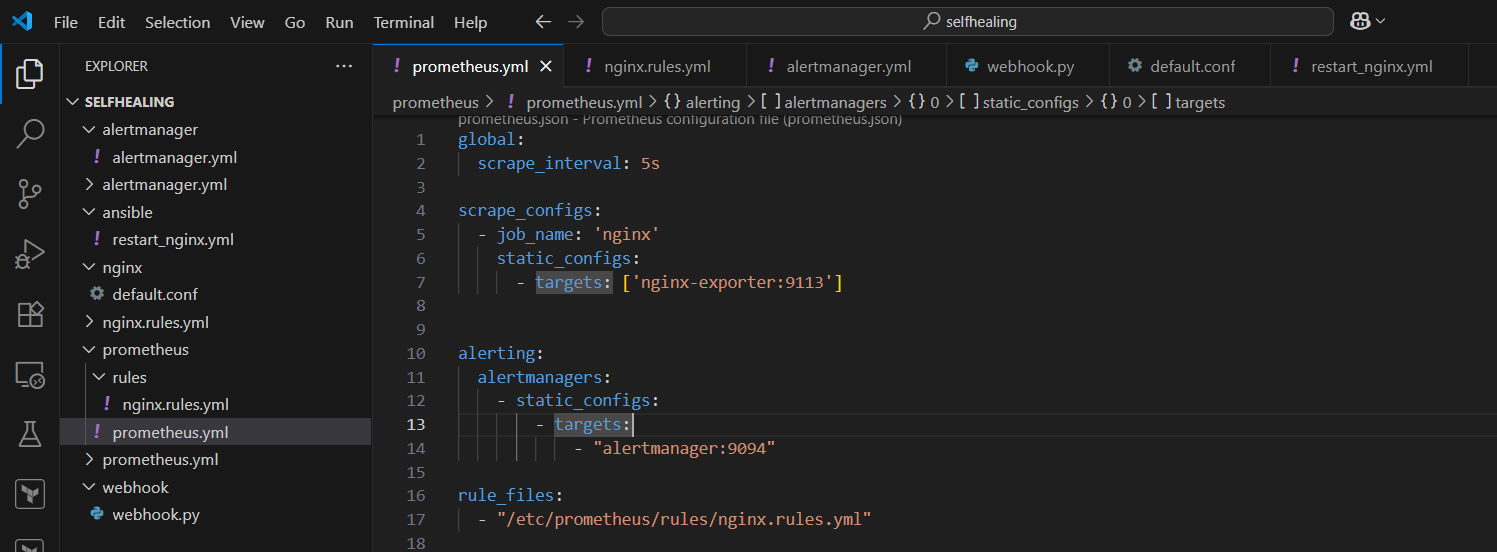 File Edit Selection View Go Run Terminal Help
selfhealing
EXPLORER
SELFHEALING
alertmanager
alertmanager.yml
alertmanager.yml
ansible
restart_nginx.yml
nginx
default.conf
nginx.rules.yml
prometheus
rules
nginx.rules.yml
prometheus.yml
prometheus.yml
webhook
webhook.py
prometheus.yml nginx.rules.yml alertmanager.yml webhook.py default.conf restart_nginx.yml
prometheus > prometheus.yml > {} alerting > [ ] alertmanagers > {} 0 > [ ] static_configs > {} 0 > [ ] targets
prometheus.json - Prometheus configuration file (prometheus.json)
1 global:
2   scrape_interval: 5s
3
4 scrape_configs:
5   - job_name: 'nginx'
6     static_configs:
7       - targets: ['nginx-exporter:9113']
8
9
10 alerting:
11   alertmanagers:
12     - static_configs:
13         - targets:
14             - "alertmanager:9094"
15
16 rule_files:
17   - "/etc/prometheus/rules/nginx.rules.yml"
18